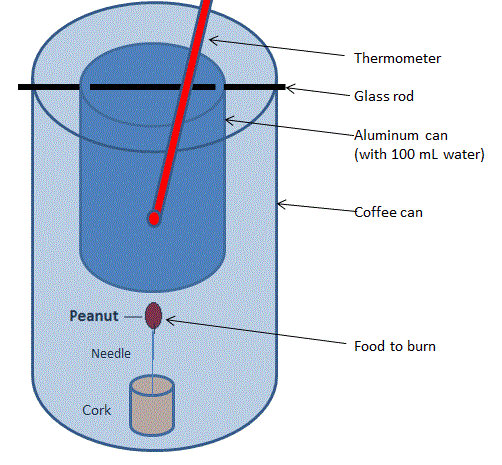 Thermometer
Glass rod
Aluminum can
(with 100 mL water)
Coffee can
Peanut
Food to burn
Needle
Cork